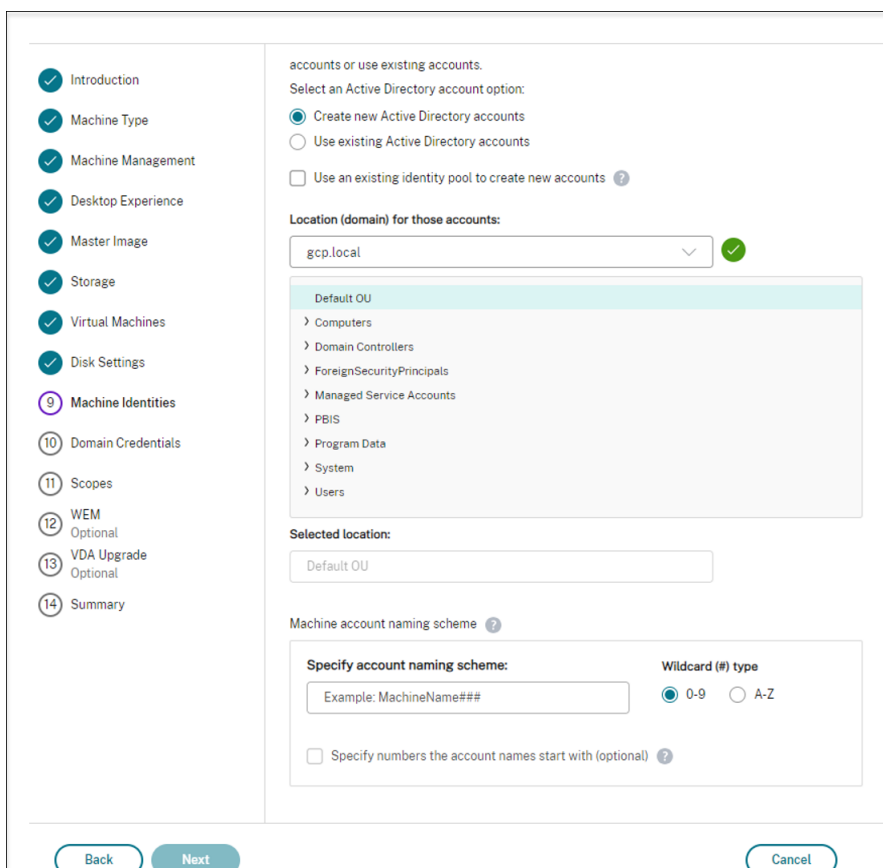 Introduction
Machine Type
Machine Management
Desktop Experience
Master Image
Storage
Virtual Machines
Disk Settings
9 Machine Identities
10 Domain Credentials
11 Scopes
12 WEM
Optional
13 VDA Upgrade
Optional
14 Summary
accounts or use existing accounts.
Select an Active Directory account option:
Create new Active Directory accounts
Use existing Active Directory accounts
Use an existing identity pool to create new accounts ?
Location (domain) for those accounts:
gcp.local
Default OU
Computers
Domain Controllers
ForeignSecurityPrincipals
Managed Service Accounts
PBIS
Program Data
System
Users
Selected location:
Default OU
Machine account naming scheme ?
Specify account naming scheme:
Example: MachineName###
Wildcard (#) type
0-9 A-Z
Specify numbers the account names start with (optional) ?
Back Next Cancel